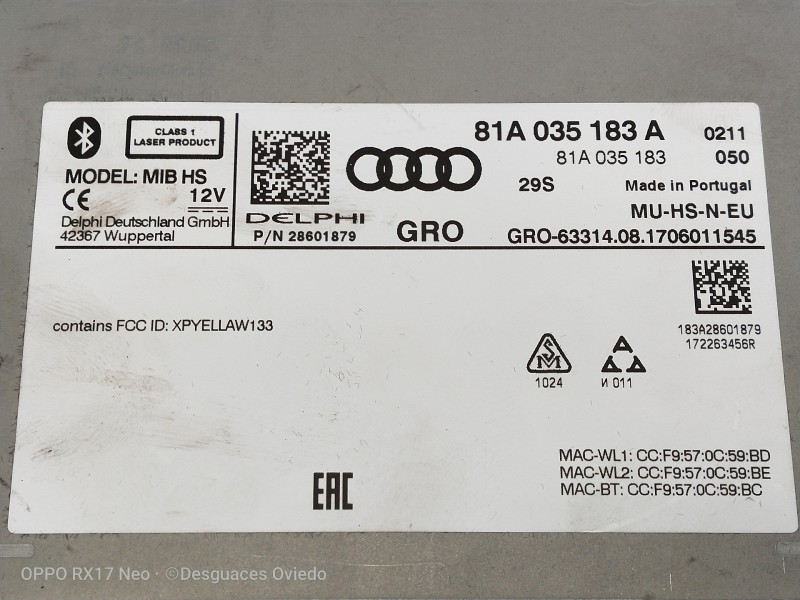 CLASS 1
LASER PRODUCT
MODEL: MIB HS
CE 12V
Delphi Deutschland GmbH
42367 Wuppertal
DELPHI
P/N 28601879
GRO
81A 035 183 A 0211
81A 035 183 050
29S Made in Portugal
MU-HS-N-EU
GRO-63314.08.1706011545
183A28601879
172263456R
contains FCC ID: XPYELLAW133
SM
1024
A
И 011
MAC-WL1: CC:F9:57:0C:59:BD
MAC-WL2: CC:F9:57:0C:59:BE
MAC-BT: CC:F9:57:0C:59:BC
EAC
OPPO RX17 Neo · ©Desguaces Oviedo